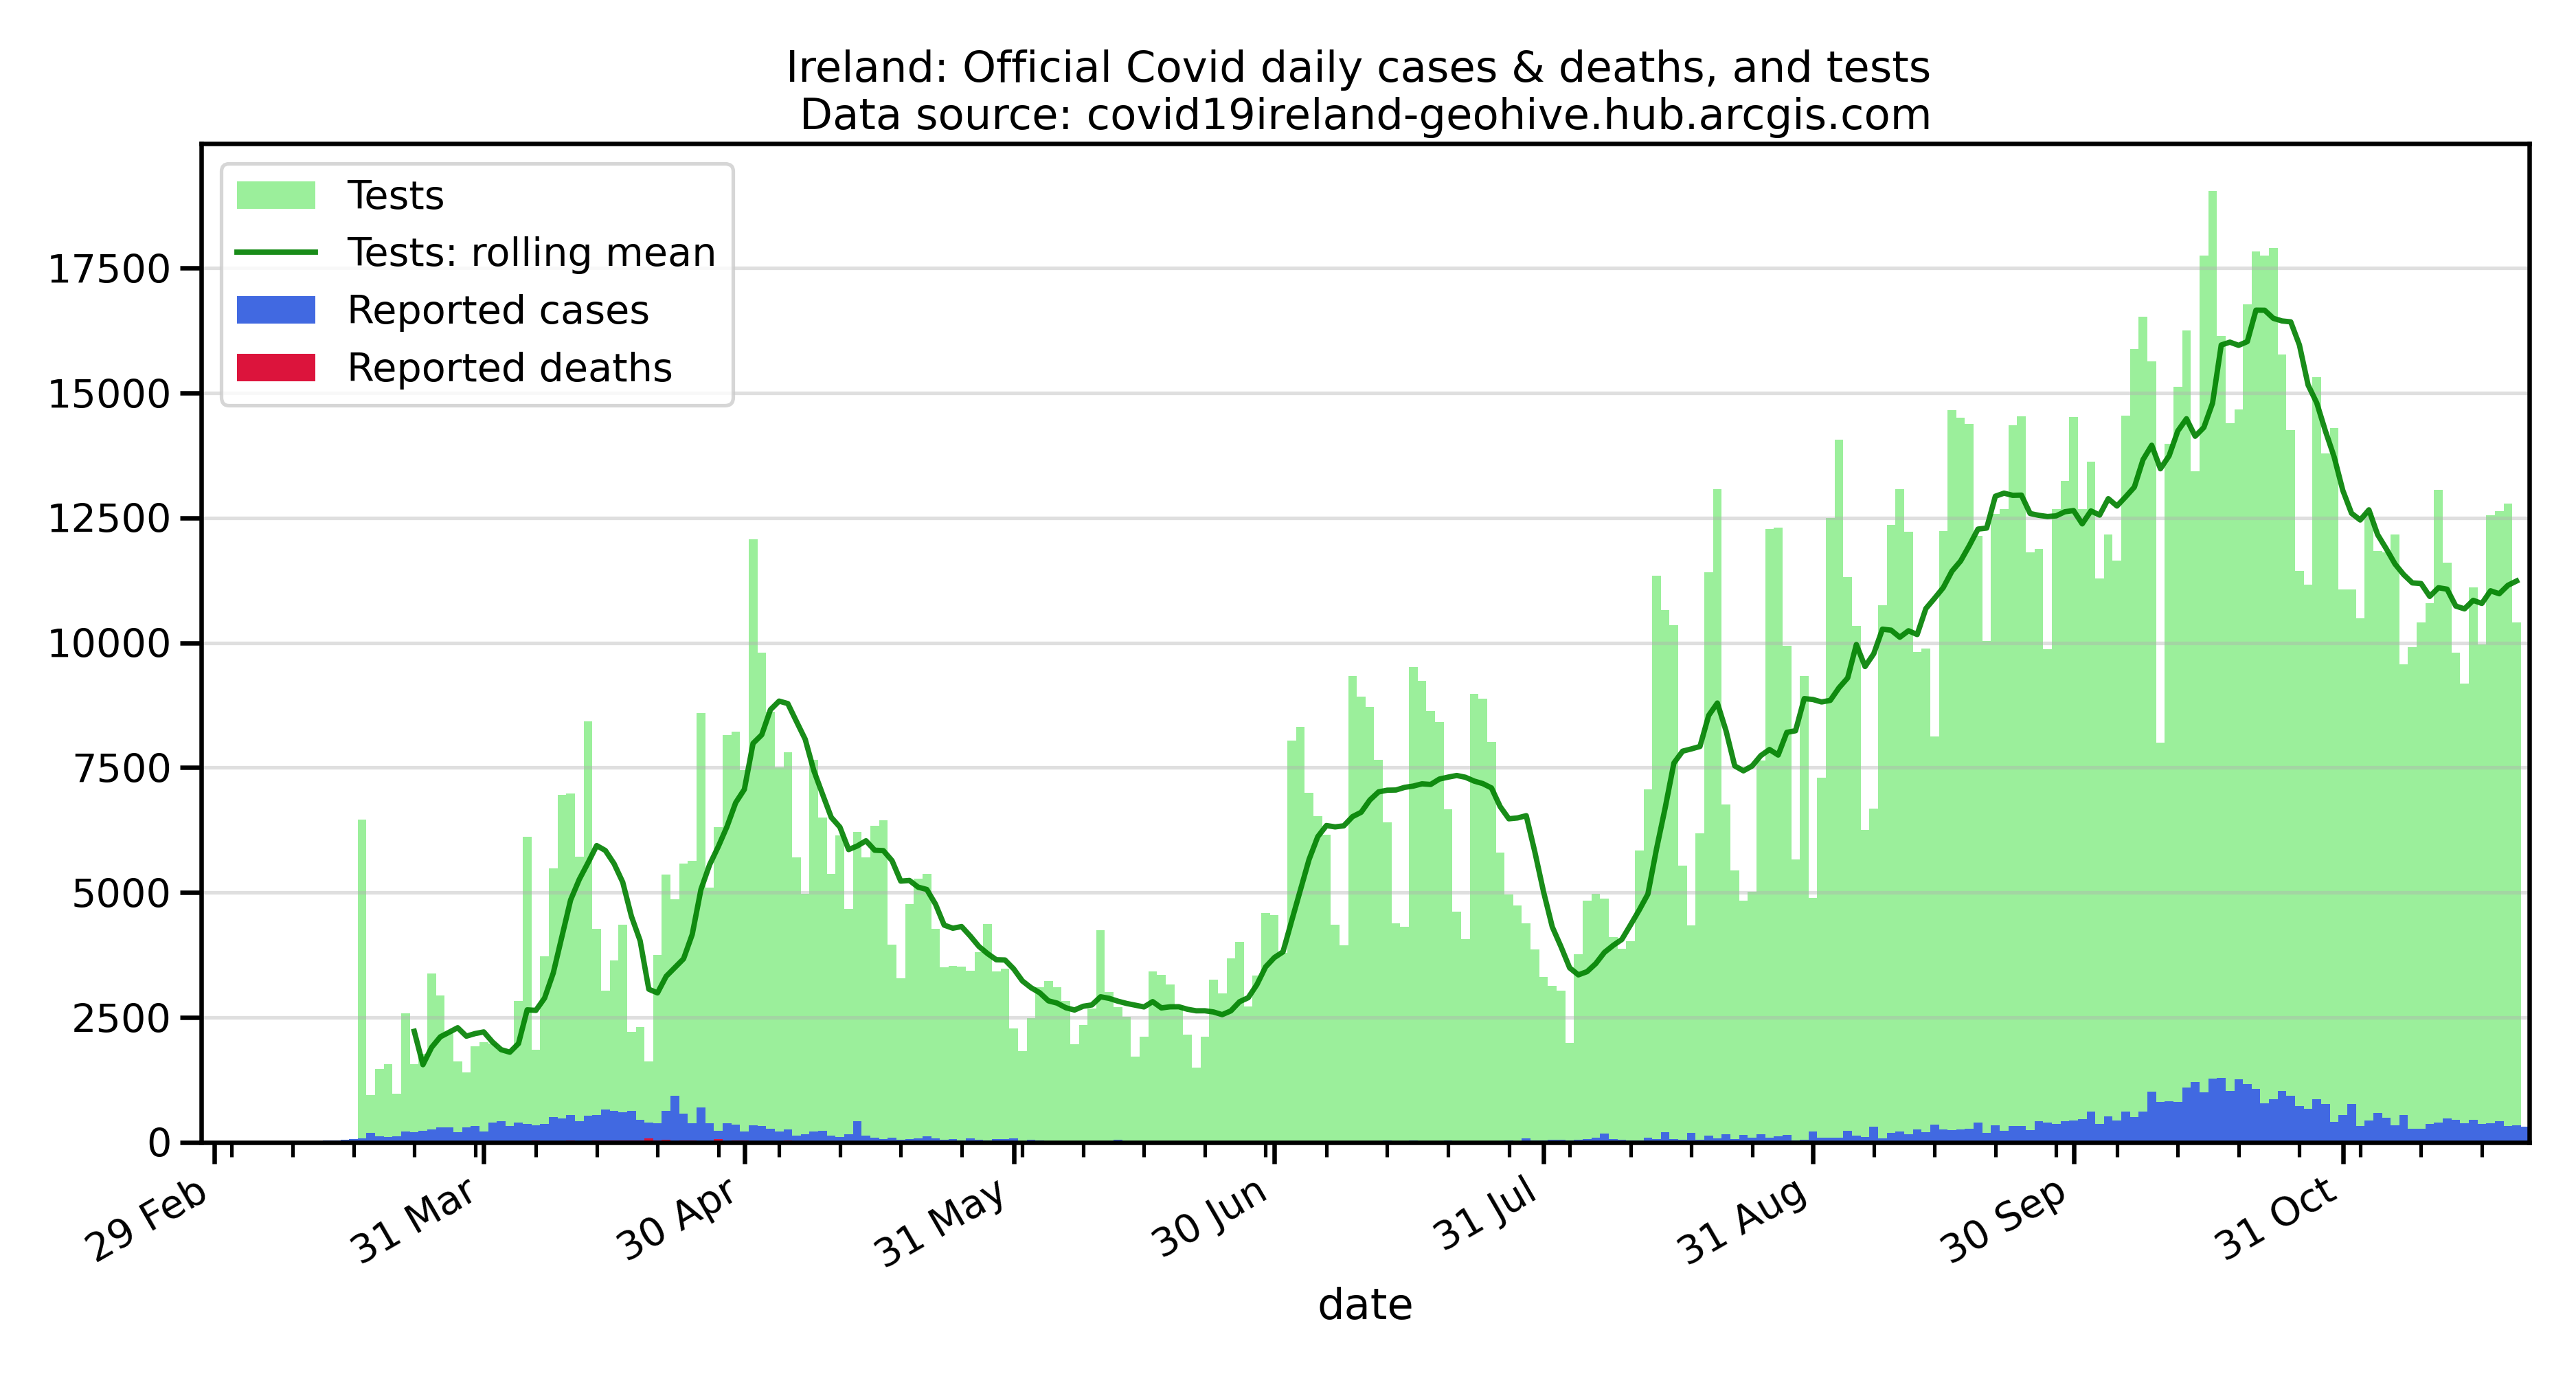 Ireland: Official Covid daily cases & deaths, and tests
Data source: covid19ireland-geohive.hub.arcgis.com
Tests
Tests: rolling mean
Reported cases
Reported deaths
17500
15000
12500
10000
7500
5000
2500
0
29 Feb
31 Mar
30 Apr
31 May
30 Jun
31 Jul
31 Aug
30 Sep
31 Oct
date